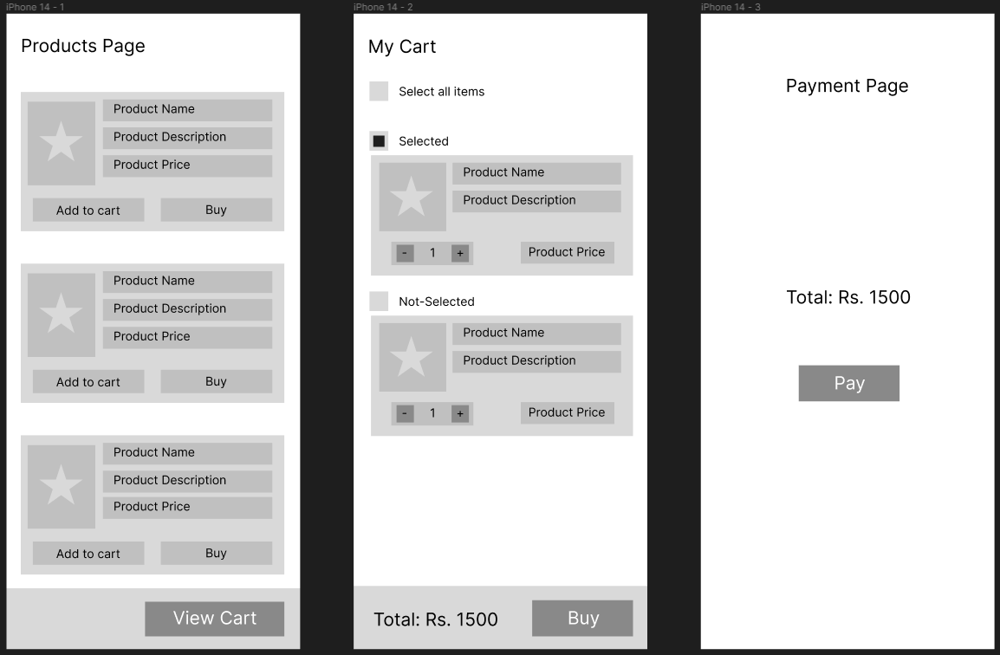 iPhone 14 - 1
Products Page
Product Name
Product Description
Product Price
Add to cart
Buy
Product Name
Product Description
Product Price
Add to cart
Buy
Product Name
Product Description
Product Price
Add to cart
Buy
View Cart
iPhone 14 - 2
My Cart
Select all items
Selected
Product Name
Product Description
- 1 +
Product Price
Not-Selected
Product Name
Product Description
- 1 +
Product Price
Total: Rs. 1500
Buy
iPhone 14 - 3
Payment Page
Total: Rs. 1500
Pay